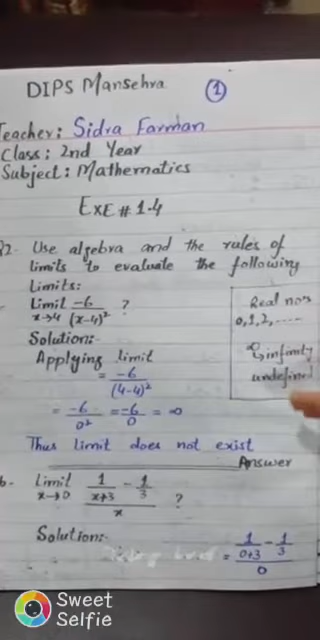 DIPS Mansehra ①
Teacher: Sidra Farman
Class: 2nd Year
Subject: Mathematics
EXE # 1.4
Q2- Use algebra and the rules of
limits to evaluate the following
Limits:
Limit x→4 -6/(x-4)² ?
Real no's
0,1,2,----
∞ ↳ infinity
undefined
Solution:-
Applying limit
= -6/(4-4)²
= -6/0² = -6/0 = ∞
Thus limit does not exist
Answer
b- Limit x→0 (1/(x+3) - 1/3)/x ?
Solution:-
= (1/(0+3) - 1/3)/0
Sweet
Selfie